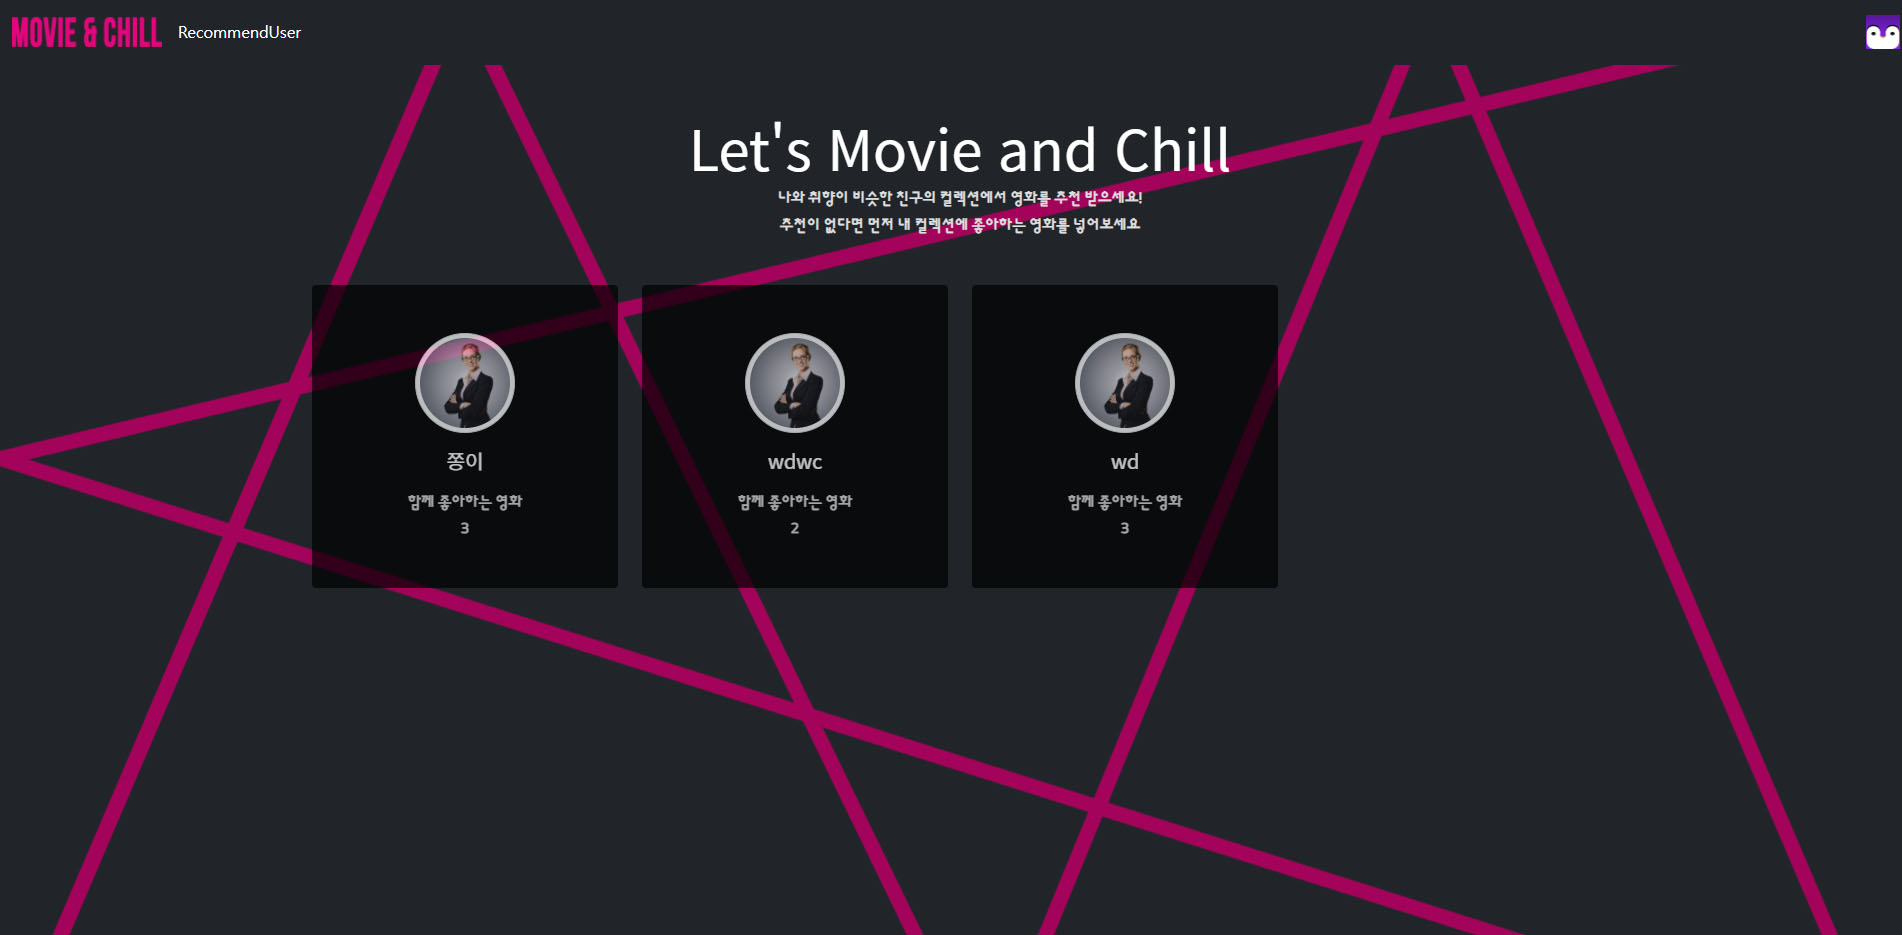 MOVIE & CHILL
RecommendUser
Let's Movie and Chill
나와 취향이 비슷한 친구의 컬렉션에서 영화를 추천 받으세요!
추천이 없다면 먼저 내 컬렉션에 좋아하는 영화를 넣어보세요
쫑이
함께 좋아하는 영화
3
wdwc
함께 좋아하는 영화
2
wd
함께 좋아하는 영화
3